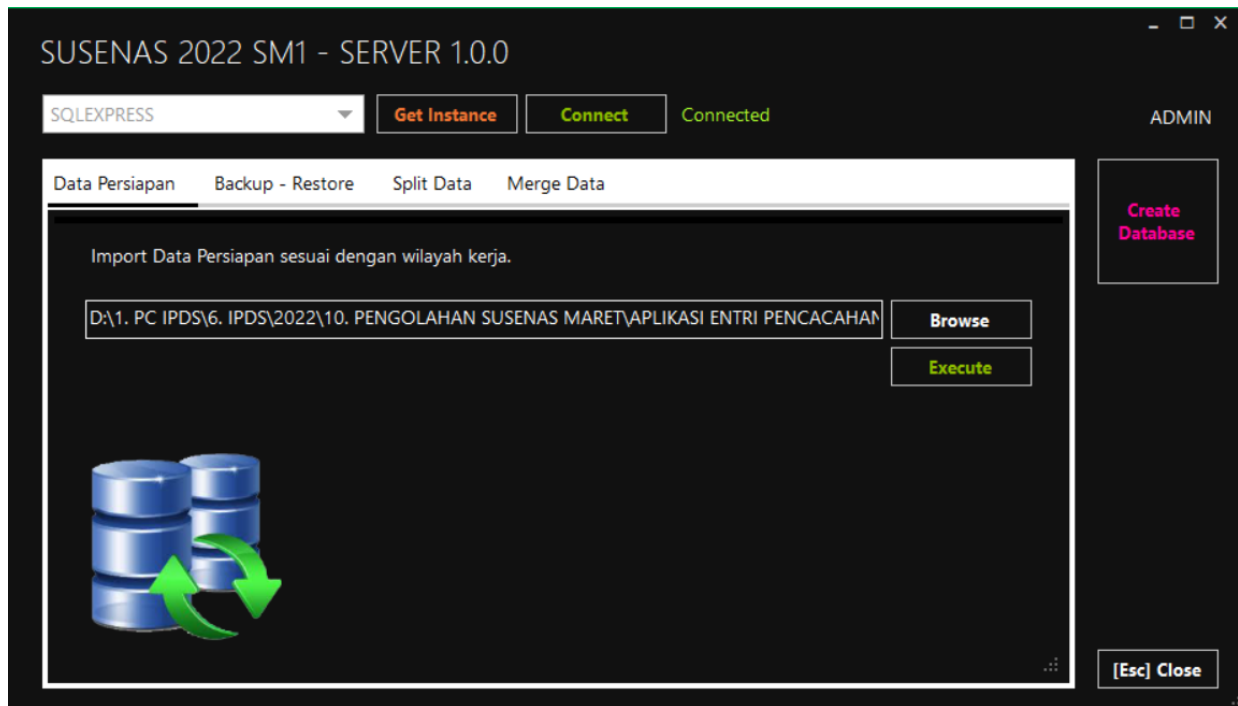 SUSENAS 2022 SM1 - SERVER 1.0.0
SQLEXPRESS
Get Instance
Connect
Connected
ADMIN
Data Persiapan
Backup - Restore
Split Data
Merge Data
Create
Database
Import Data Persiapan sesuai dengan wilayah kerja.
D:\1. PC IPDS\6. IPDS\2022\10. PENGOLAHAN SUSENAS MARET\APLIKASI ENTRI PENCACAHAN
Browse
Execute
[Esc] Close